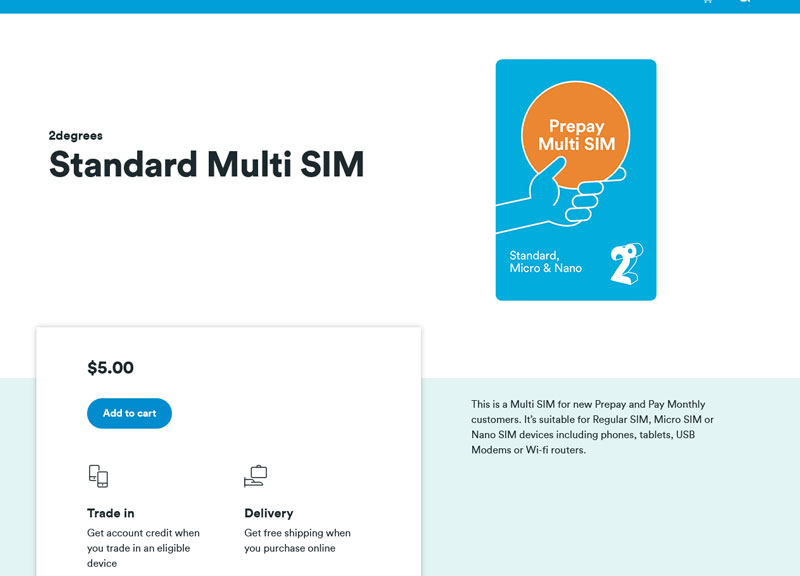 2degrees
Standard Multi SIM
Prepay
Multi SIM
Standard,
Micro & Nano
2
$5.00
Add to cart
Trade in
Get account credit when
you trade in an eligible
device
Delivery
Get free shipping when
you purchase online
This is a Multi SIM for new Prepay and Pay Monthly
customers. It’s suitable for Regular SIM, Micro SIM or
Nano SIM devices including phones, tablets, USB
Modems or Wi-fi routers.